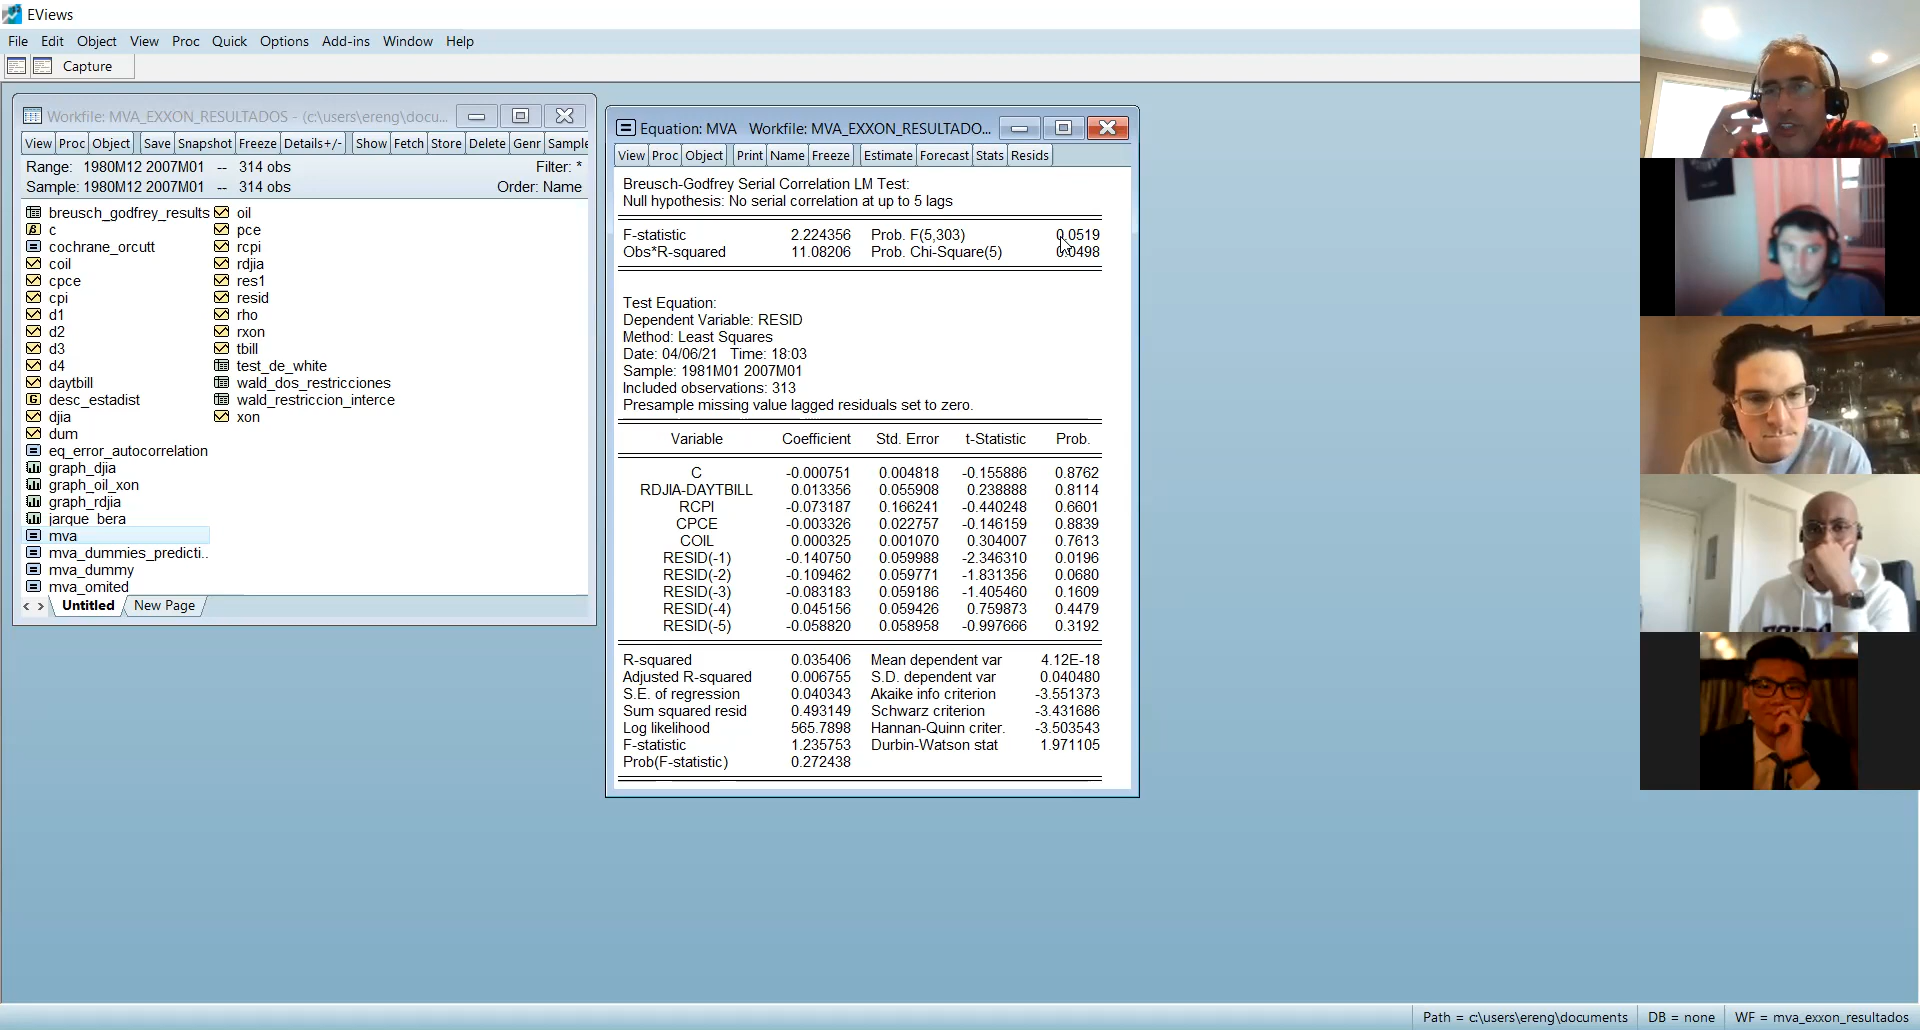 EViews
File Edit Object View Proc Quick Options Add-ins Window Help
Capture
Workfile: MVA_EXXON_RESULTADOS - (c:\users\ereng\docu...
View Proc Object Save Snapshot Freeze Details+/- Show Fetch Store Delete Genr Sample
Range: 1980M12 2007M01 -- 314 obs Filter: *
Sample: 1980M12 2007M01 -- 314 obs Order: Name
breusch_godfrey_results
c
cochrane_orcutt
coil
cpce
cpi
d1
d2
d3
d4
daytbill
desc_estadist
djia
dum
eq_error_autocorrelation
graph_djia
graph_oil_xon
graph_rdjia
jarque_bera
mva
mva_dummies_predicti..
mva_dummy
mva_omited
oil
pce
rcpi
rdjia
res1
resid
rho
rxon
tbill
test_de_white
wald_dos_restricciones
wald_restriccion_interce
xon
< > Untitled New Page
Equation: MVA Workfile: MVA_EXXON_RESULTADO...
View Proc Object Print Name Freeze Estimate Forecast Stats Resids
Breusch-Godfrey Serial Correlation LM Test:
Null hypothesis: No serial correlation at up to 5 lags
F-statistic 2.224356 Prob. F(5,303) 0.0519
Obs*R-squared 11.08206 Prob. Chi-Square(5) 0.0498
Test Equation:
Dependent Variable: RESID
Method: Least Squares
Date: 04/06/21 Time: 18:03
Sample: 1981M01 2007M01
Included observations: 313
Presample missing value lagged residuals set to zero.
Variable Coefficient Std. Error t-Statistic Prob.
C -0.000751 0.004818 -0.155886 0.8762
RDJIA-DAYTBILL 0.013356 0.055908 0.238888 0.8114
RCPI -0.073187 0.166241 -0.440248 0.6601
CPCE -0.003326 0.022757 -0.146159 0.8839
COIL 0.000325 0.001070 0.304007 0.7613
RESID(-1) -0.140750 0.059988 -2.346310 0.0196
RESID(-2) -0.109462 0.059771 -1.831356 0.0680
RESID(-3) -0.083183 0.059186 -1.405460 0.1609
RESID(-4) 0.045156 0.059426 0.759873 0.4479
RESID(-5) -0.058820 0.058958 -0.997666 0.3192
R-squared 0.035406 Mean dependent var 4.12E-18
Adjusted R-squared 0.006755 S.D. dependent var 0.040480
S.E. of regression 0.040343 Akaike info criterion -3.551373
Sum squared resid 0.493149 Schwarz criterion -3.431686
Log likelihood 565.7898 Hannan-Quinn criter. -3.503543
F-statistic 1.235753 Durbin-Watson stat 1.971105
Prob(F-statistic) 0.272438
Path = c:\users\ereng\documents DB = none WF = mva_exxon_resultados